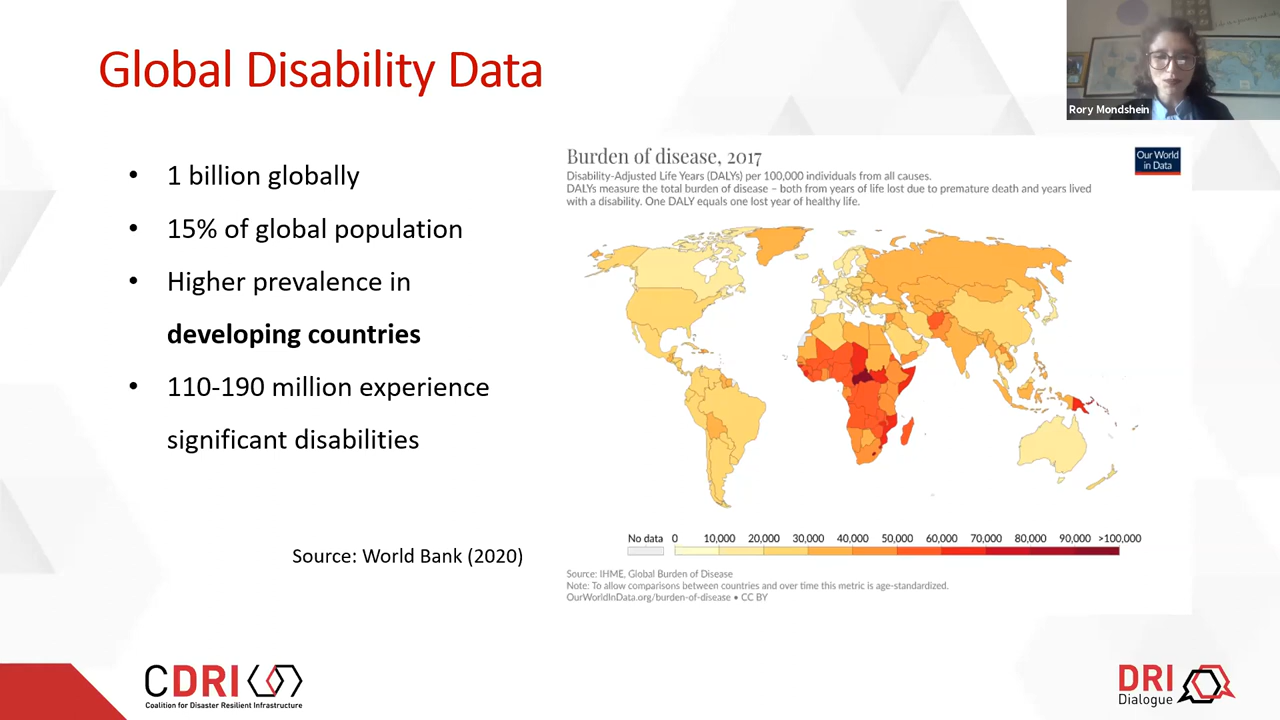 Global Disability Data
Rory Mondshein
• 1 billion globally
• 15% of global population
• Higher prevalence in
developing countries
• 110-190 million experience
significant disabilities
Source: World Bank (2020)
Burden of disease, 2017
Our World
in Data
Disability-Adjusted Life Years (DALYs) per 100,000 individuals from all causes.
DALYs measure the total burden of disease – both from years of life lost due to premature death and years lived
with a disability. One DALY equals one lost year of healthy life.
No data 0 10,000 20,000 30,000 40,000 50,000 60,000 70,000 80,000 90,000 >100,000
Source: IHME, Global Burden of Disease
Note: To allow comparisons between countries and over time this metric is age-standardized.
OurWorldInData.org/burden-of-disease • CC BY
CDRI
Coalition for Disaster Resilient Infrastructure
DRI
Dialogue